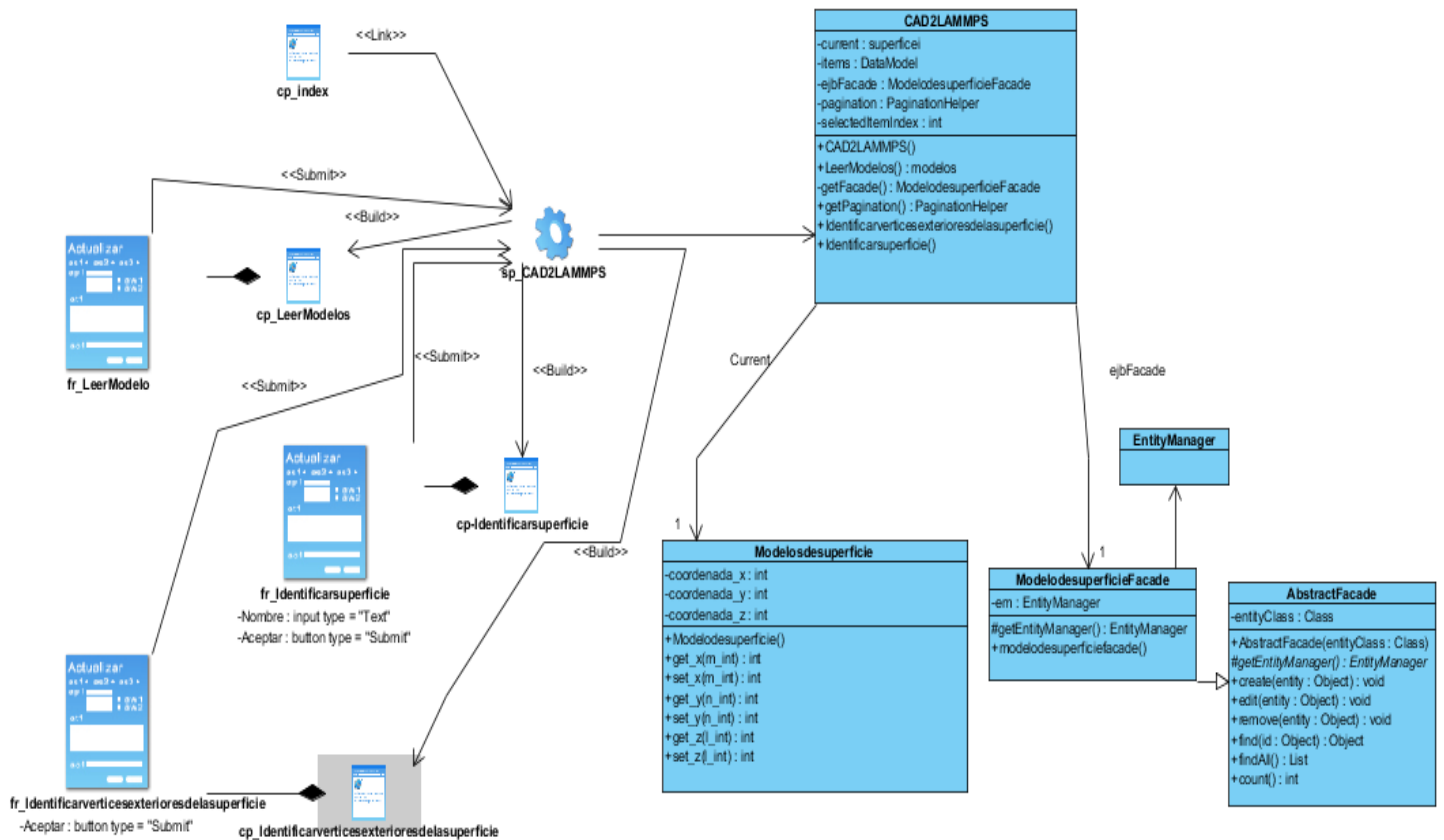 <<Link>>
cp_index
<<Submit>>
<<Build>>
Actualizar
fr_LeerModelo
cp_LeerModelos
sp_CAD2LAMMPS
<<Submit>>
<<Submit>>
<<Build>>
Actualizar
fr_Identificarsuperficie
-Nombre : input type = "Text"
-Aceptar : button type = "Submit"
cp-Identificarsuperficie
<<Build>>
Actualizar
fr_Identificarverticesexterioresdelasuperficie
-Aceptar : button type = "Submit"
cp_Identificarverticesexterioresdelasuperficie
CAD2LAMMPS
-current : superficei
-items : DataModel
-ejbFacade : ModelodesuperficieFacade
-pagination : PaginationHelper
-selectedItemIndex : int
+CAD2LAMMPS()
+LeerModelos() : modelos
-getFacade() : ModelodesuperficieFacade
+getPagination() : PaginationHelper
+Identificarverticesexterioresdelasuperficie()
+Identificarsuperficie()
Current
1
ejbFacade
1
Modelosdesuperficie
-coordenada_x : int
-coordenada_y : int
-coordenada_z : int
+Modelodesuperficie()
+get_x(m_int) : int
+set_x(m_int) : int
+get_y(n_int) : int
+set_y(n_int) : int
+get_z(l_int) : int
+set_z(l_int) : int
EntityManager
ModelodesuperficieFacade
-em : EntityManager
#getEntityManager() : EntityManager
+modelodesuperficiefacade()
AbstractFacade
-entityClass : Class
+AbstractFacade(entityClass : Class)
#getEntityManager() : EntityManager
+create(entity : Object) : void
+edit(entity : Object) : void
+remove(entity : Object) : void
+find(id : Object) : Object
+findAll() : List
+count() : int